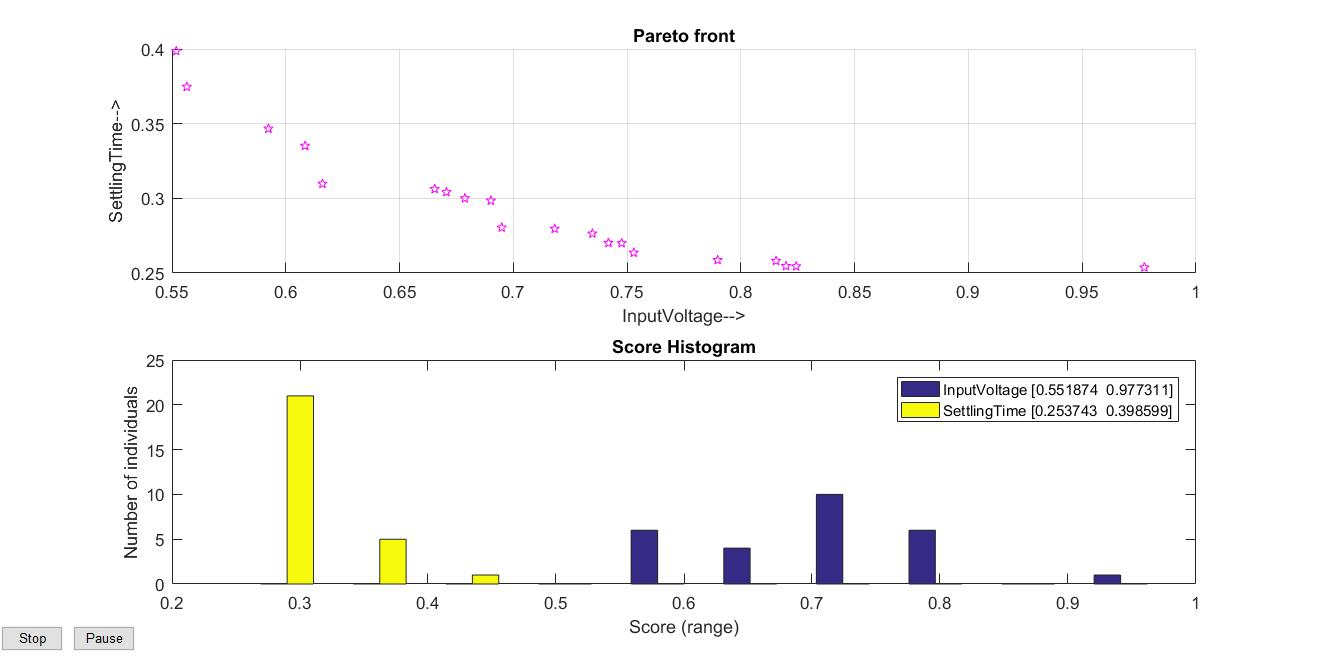 Pareto front
0.4
0.35
0.3
0.25
SettlingTime-->
0.55 0.6 0.65 0.7 0.75 0.8 0.85 0.9 0.95 1
InputVoltage-->
Score Histogram
25
20
15
10
5
0
Number of individuals
InputVoltage [0.551874 0.977311]
SettlingTime [0.253743 0.398599]
0.2 0.3 0.4 0.5 0.6 0.7 0.8 0.9 1
Score (range)
Stop Pause